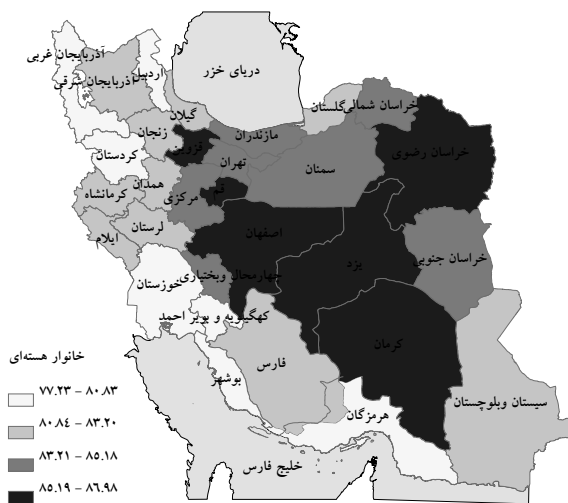 آذربایجان غربی
اردبیل
آذربایجان شرقی
دریای خزر
گیلان
گلستان
خراسان شمالی
زنجان
مازندران
کردستان
قزوین
تهران
سمنان
خراسان رضوی
همدان
کرمانشاه
مرکزی
قم
لرستان
ایلام
اصفهان
یزد
خراسان جنوبی
خوزستان
چهارمحال وبختیاری
کهگیلویه و بویر احمد
کرمان
فارس
بوشهر
سیستان وبلوچستان
هرمزگان
خلیج فارس
خانوار هسته‌ای
۷۷.۲۳ – ۸۰.۸۳
۸۰.۸۴ – ۸۳.۲۰
۸۳.۲۱ – ۸۵.۱۸
۸۵.۱۹ – ۸۶.۹۸